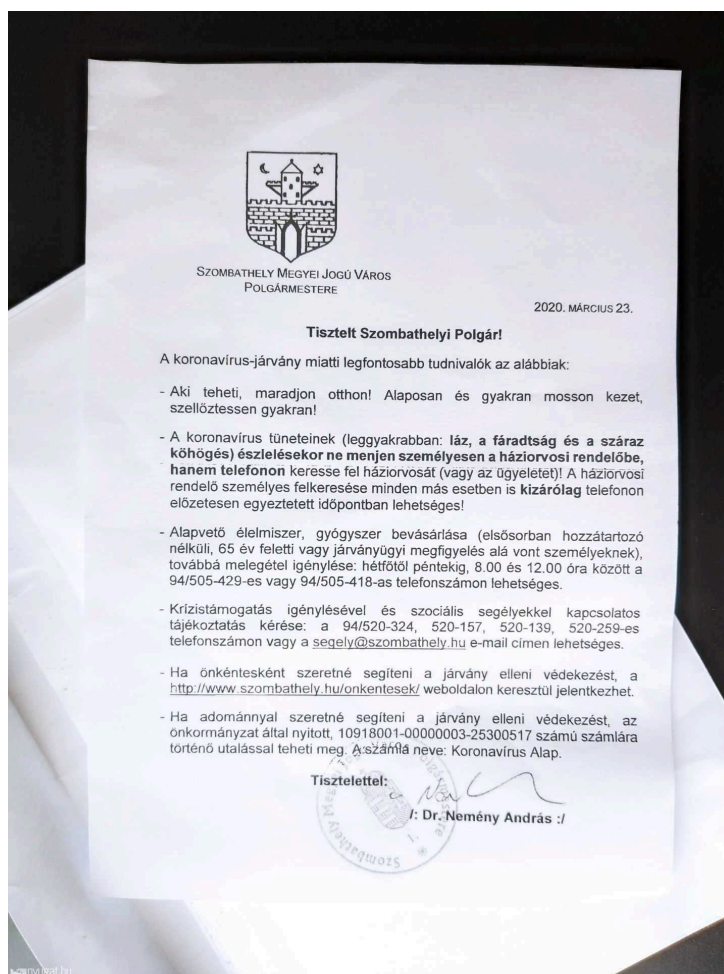 SZOMBATHELY MEGYEI JOGÚ VÁROS
POLGÁRMESTERE
2020. MÁRCIUS 23.
Tisztelt Szombathelyi Polgár!
A koronavírus-járvány miatti legfontosabb tudnivalók az alábbiak:
- Aki teheti, maradjon otthon! Alaposan és gyakran mosson kezet,
szellőztessen gyakran!
- A koronavírus tüneteinek (leggyakrabban: láz, a fáradtság és a száraz
köhögés) észlelésekor ne menjen személyesen a háziorvosi rendelőbe,
hanem telefonon keresse fel háziorvosát (vagy az ügyeletet)! A háziorvosi
rendelő személyes felkeresése minden más esetben is kizárólag telefonon
előzetesen egyeztetett időpontban lehetséges!
- Alapvető élelmiszer, gyógyszer bevásárlása (elsősorban hozzátartozó
nélküli, 65 év feletti vagy járványügyi megfigyelés alá vont személyeknek),
továbbá melegétel igénylése: hétfőtől péntekig, 8.00 és 12.00 óra között a
94/505-429-es vagy 94/505-418-as telefonszámon lehetséges.
- Krízistámogatás igénylésével és szociális segélyekkel kapcsolatos
tájékoztatás kérése: a 94/520-324, 520-157, 520-139, 520-259-es
telefonszámon vagy a segely@szombathely.hu e-mail címen lehetséges.
- Ha önkéntesként szeretné segíteni a járvány elleni védekezést, a
http://www.szombathely.hu/onkentesek/ weboldalon keresztül jelentkezhet.
- Ha adománnyal szeretné segíteni a járvány elleni védekezést, az
önkormányzat által nyitott, 10918001-00000003-25300517 számú számlára
történő utalással teheti meg. A számla neve: Koronavírus Alap.
Tisztelettel:
/: Dr. Nemény András :/
Szombathely Megyei Jogú Város Polgármestere